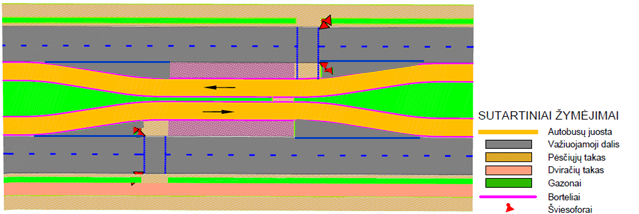 SUTARTINIAI ŽYMĖJIMAI
Autobusų juosta
Važiuojamoji dalis
Pėsčiųjų takas
Dviračių takas
Gazonai
Borteliai
Šviesoforai